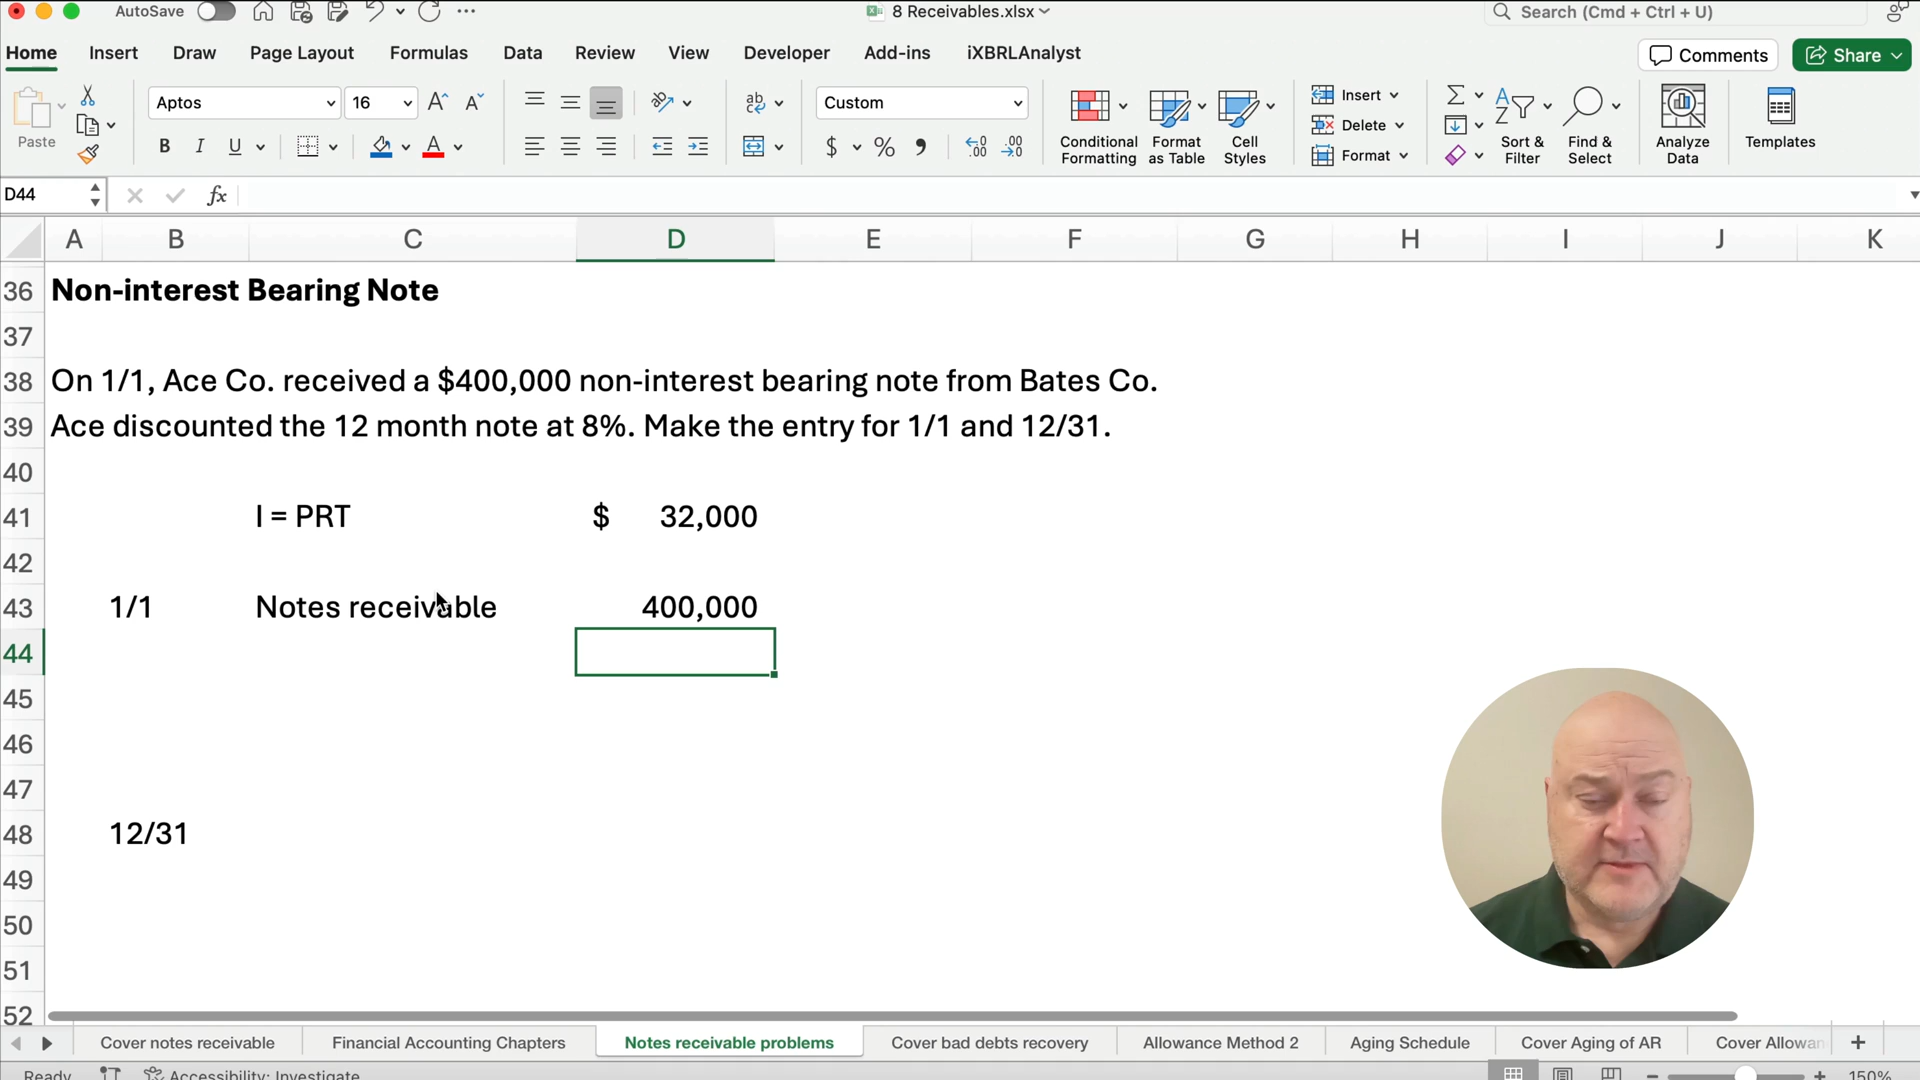 AutoSave
8 Receivables.xlsx
Search (Cmd + Ctrl + U)
Home Insert Draw Page Layout Formulas Data Review View Developer Add-ins iXBRLAnalyst Comments Share
Paste
Aptos 16
B I U A
ab
Custom
$ % 9
Conditional Formatting
Format as Table
Cell Styles
Insert
Delete
Format
Sort & Filter
Find & Select
Analyze Data
Templates
D44 fx
A B C D E F G H I J K
36 Non-interest Bearing Note
37
38 On 1/1, Ace Co. received a $400,000 non-interest bearing note from Bates Co.
39 Ace discounted the 12 month note at 8%. Make the entry for 1/1 and 12/31.
40
41 I = PRT $ 32,000
42
43 1/1 Notes receivable 400,000
44
45
46
47
48 12/31
49
50
51
52
Cover notes receivable Financial Accounting Chapters Notes receivable problems Cover bad debts recovery Allowance Method 2 Aging Schedule Cover Aging of AR Cover Allowan
Ready Accessibility: Investigate 150%